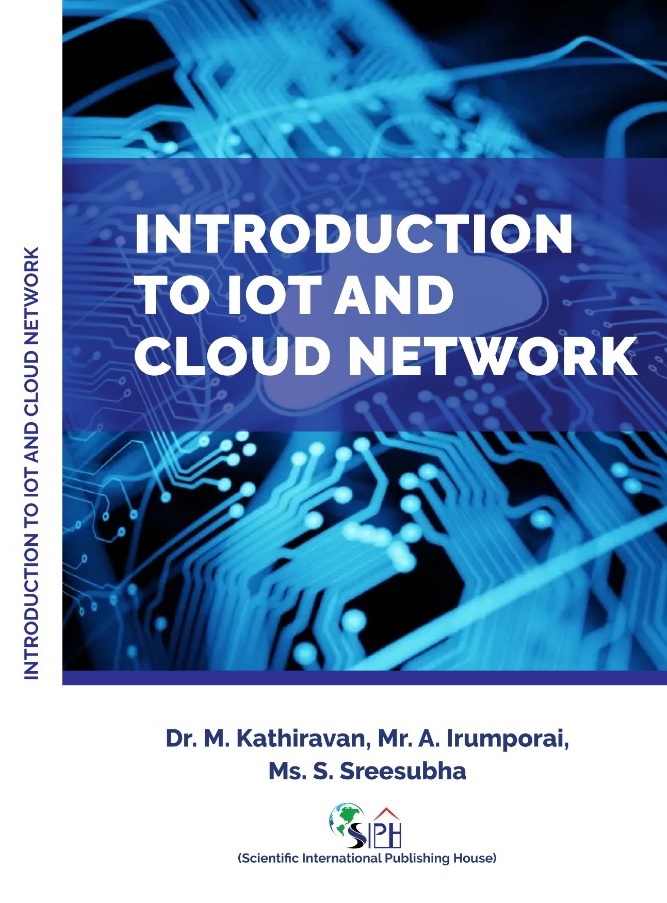 INTRODUCTION TO IOT AND CLOUD NETWORK
INTRODUCTION
TO IOT AND
CLOUD NETWORK
Dr. M. Kathiravan, Mr. A. Irumporai,
Ms. S. Sreesubha
SIPH
(Scientific International Publishing House)